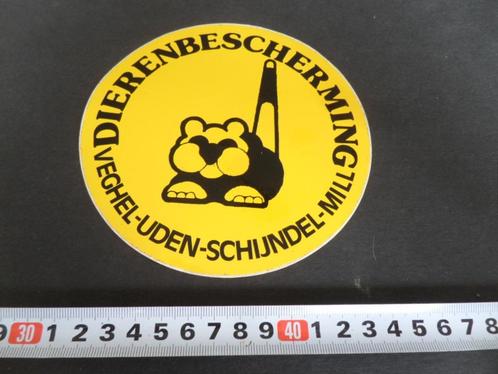 DIERENBESCHERMING
VEGHEL-UDEN-SCHIJNDEL-MILL
9 30 1 2 3 4 5 6 7 8 9 40 1 2 3 4 5 6 7 8